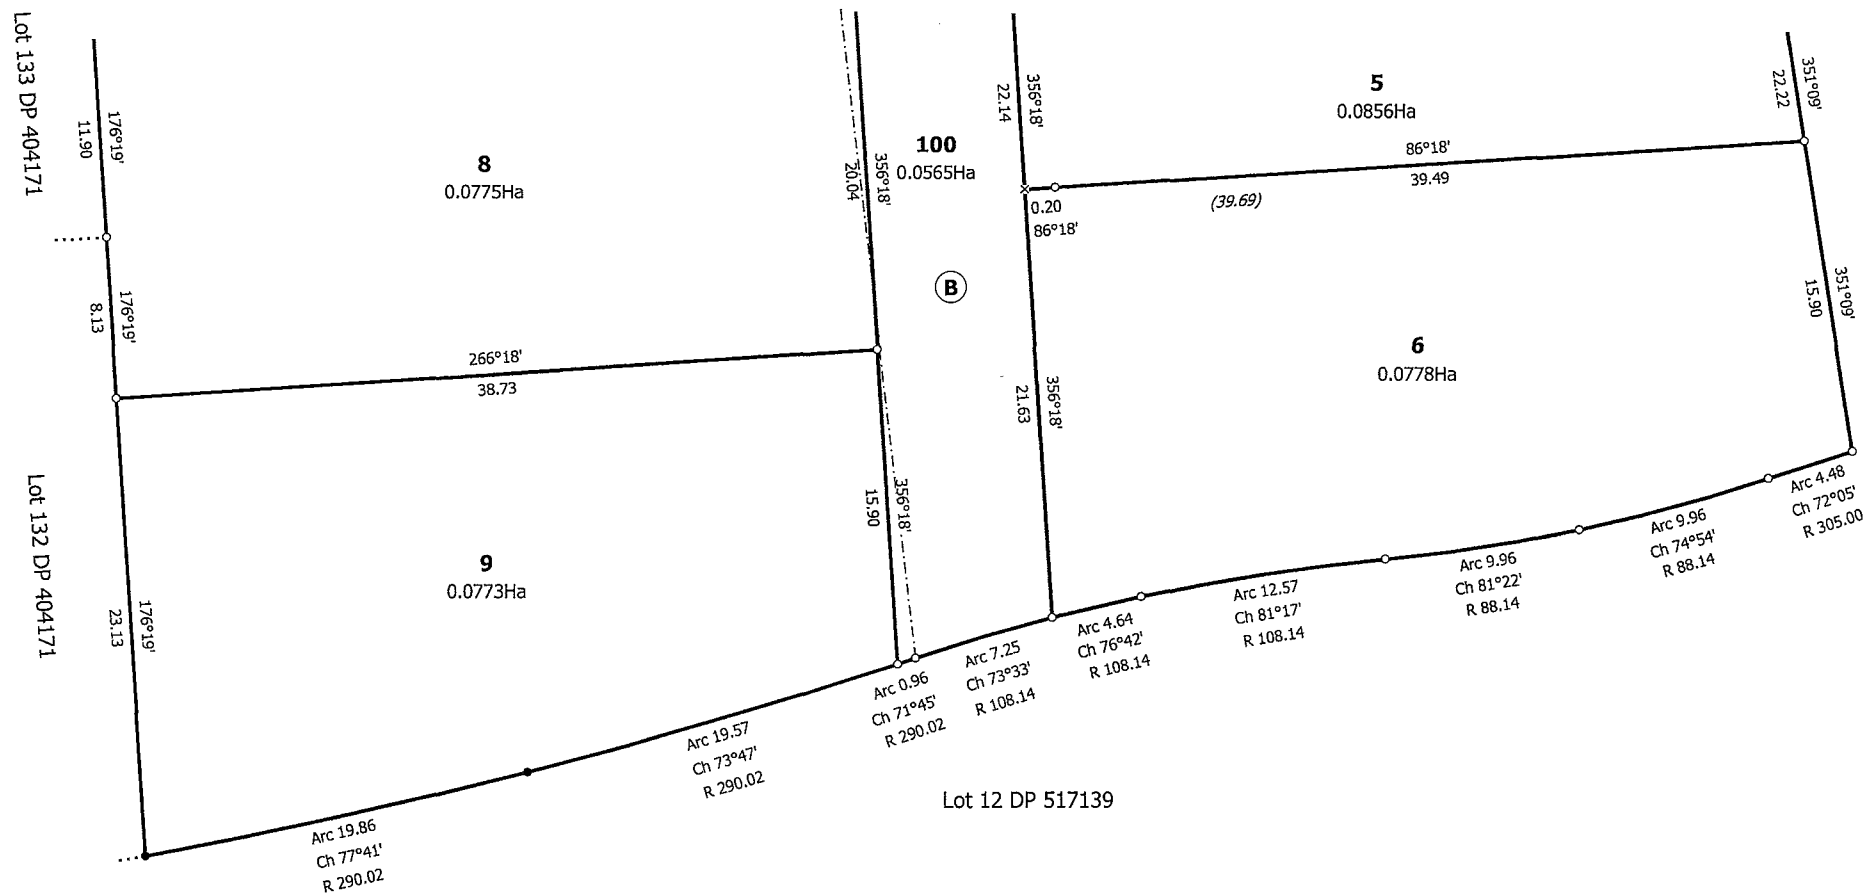 Lot 133 DP 404171
176°19'
11.90
8
0.0775Ha
356°18'
20.04
100
0.0565Ha
356°18'
22.14
5
0.0856Ha
351°09'
22.22
86°18'
39.49
(39.69)
0.20
86°18'
176°19'
8.13
B
266°18'
38.73
356°18'
21.63
6
0.0778Ha
351°09'
15.90
Lot 132 DP 404171
176°19'
23.13
9
0.0773Ha
356°18'
15.90
Arc 4.48
Ch 72°05'
R 305.00
Arc 9.96
Ch 74°54'
R 88.14
Arc 9.96
Ch 81°22'
R 88.14
Arc 12.57
Ch 81°17'
R 108.14
Arc 4.64
Ch 76°42'
R 108.14
Arc 7.25
Ch 73°33'
R 108.14
Arc 0.96
Ch 71°45'
R 290.02
Arc 19.57
Ch 73°47'
R 290.02
Arc 19.86
Ch 77°41'
R 290.02
Lot 12 DP 517139